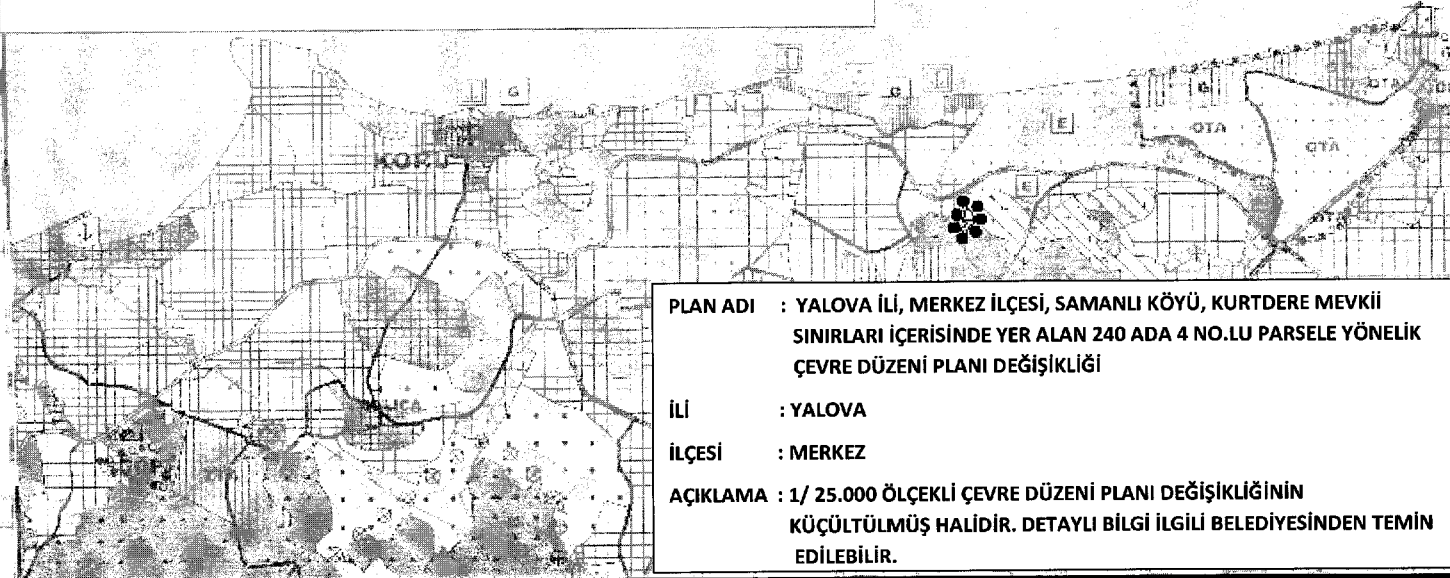 G
G
G
E
OTA
OTA
OTA
KORU
E
OTA
PLAN ADI : YALOVA İLİ, MERKEZ İLÇESİ, SAMANLI KÖYÜ, KURTDERE MEVKİİ
SINIRLARI İÇERİSİNDE YER ALAN 240 ADA 4 NO.LU PARSELE YÖNELİK
ÇEVRE DÜZENİ PLANI DEĞİŞİKLİĞİ
İLİ : YALOVA
İLÇESİ : MERKEZ
AÇIKLAMA : 1/ 25.000 ÖLÇEKLİ ÇEVRE DÜZENİ PLANI DEĞİŞİKLİĞİNİN
KÜÇÜLTÜLMÜŞ HALİDİR. DETAYLI BİLGİ İLGİLİ BELEDİYESİNDEN TEMİN
EDİLEBİLİR.